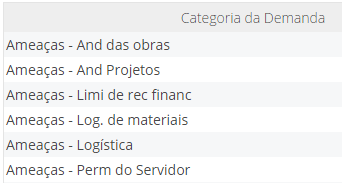 Categoria da Demanda
Ameaças - And das obras
Ameaças - And Projetos
Ameaças - Limi de rec financ
Ameaças - Log. de materiais
Ameaças - Logística
Ameaças - Perm do Servidor